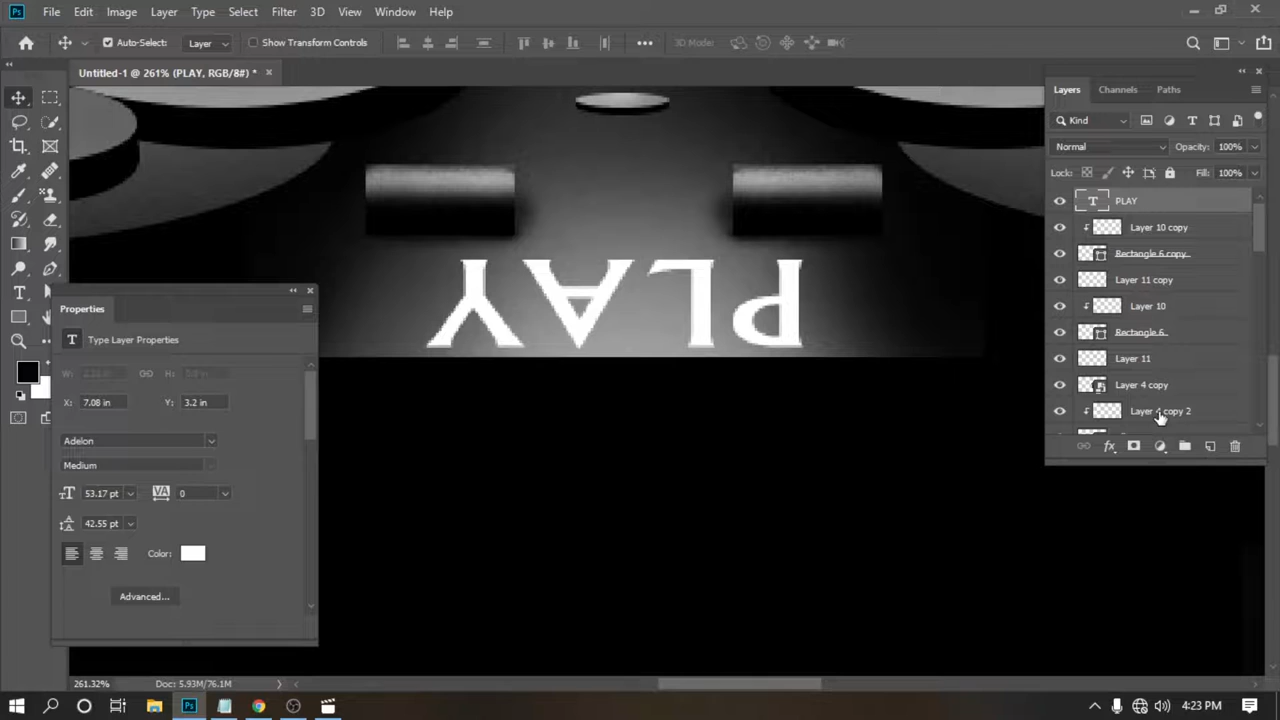 Ps File Edit Image Layer Type Select Filter 3D View Window Help
Auto-Select: Layer Show Transform Controls 3D Mode:
Untitled-1 @ 261% (PLAY, RGB/8#) *
Layers Channels Paths
Kind
Normal Opacity: 100%
Lock: Fill: 100%
T PLAY
Layer 10 copy
Rectangle 6 copy
Layer 11 copy
Layer 10
Rectangle 6
Layer 11
Layer 4 copy
Layer 4 copy 2
fx
PLAY
Properties
T Type Layer Properties
W: H:
X: 7.08 in Y: 3.2 in
Adelon
Medium
53.17 pt VA 0
42.55 pt
Color:
Advanced...
261.32% Doc: 5.93M/76.1M
Ps 4:23 PM